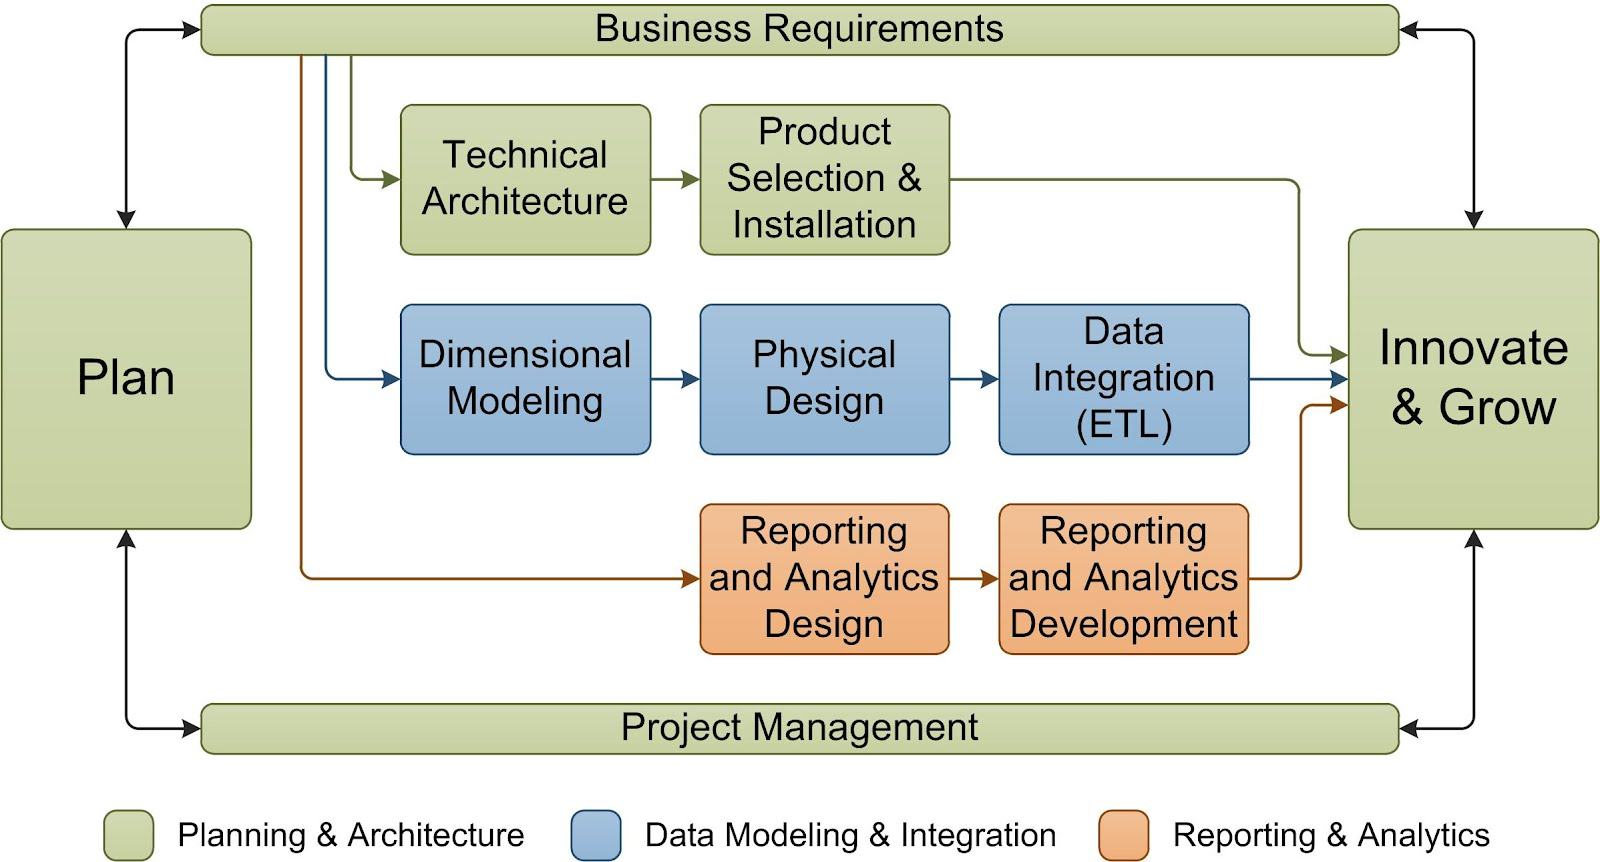 Business Requirements
Technical
Architecture
Product
Selection &
Installation
Plan
Dimensional
Modeling
Physical
Design
Data
Integration
(ETL)
Innovate
& Grow
Reporting
and Analytics
Design
Reporting
and Analytics
Development
Project Management
Planning & Architecture
Data Modeling & Integration
Reporting & Analytics